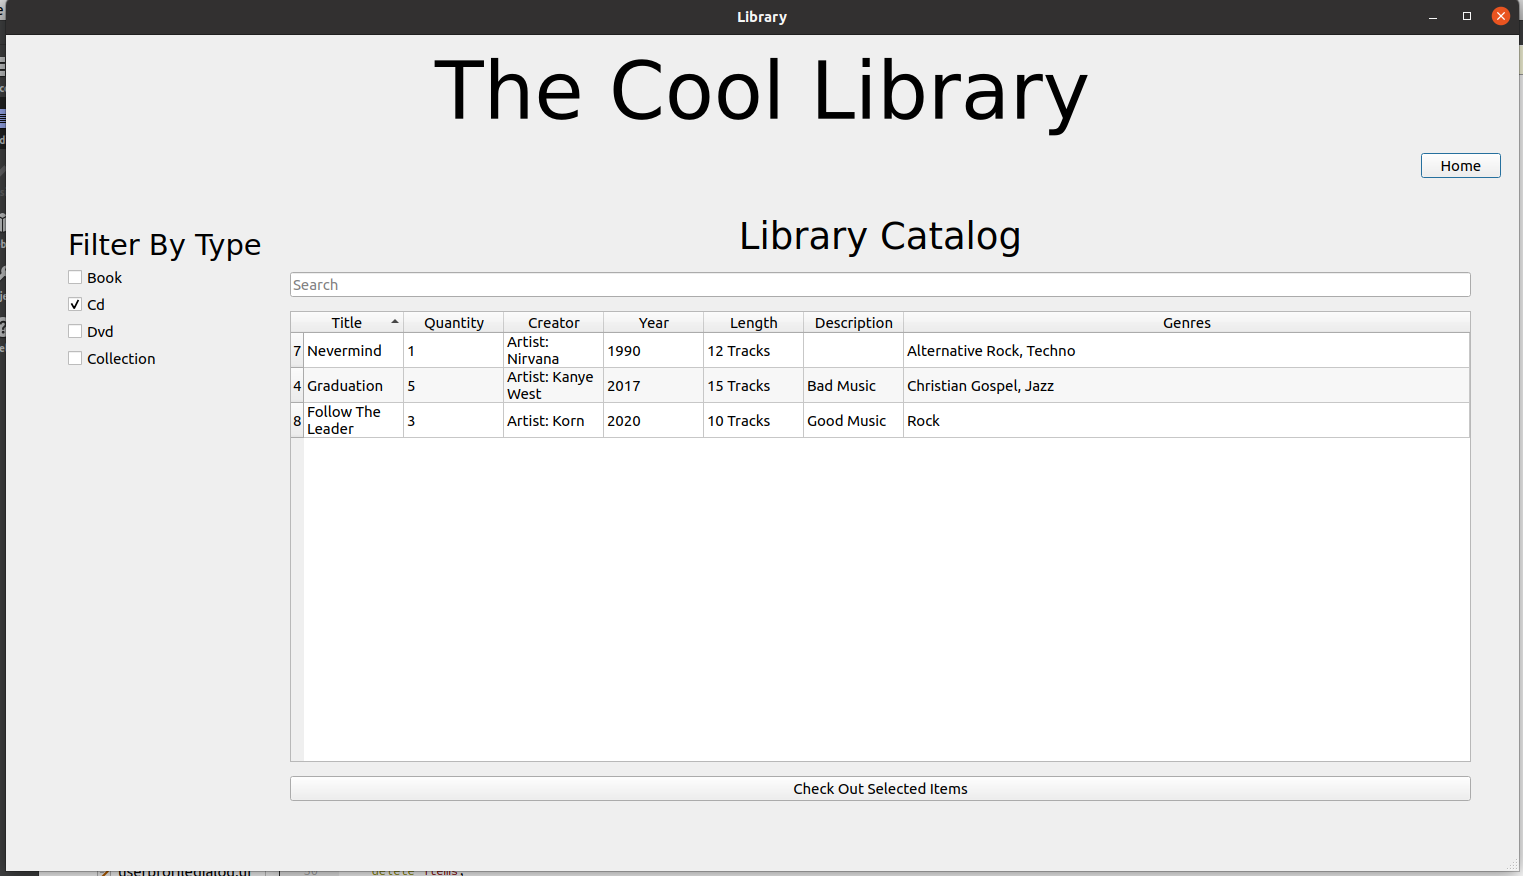 Library
The Cool Library
Home
Filter By Type
Book
Cd
Dvd
Collection
Library Catalog
Search
Title Quantity Creator Year Length Description Genres
7 Nevermind 1 Artist: Nirvana 1990 12 Tracks Alternative Rock, Techno
4 Graduation 5 Artist: Kanye West 2017 15 Tracks Bad Music Christian Gospel, Jazz
8 Follow The Leader 3 Artist: Korn 2020 10 Tracks Good Music Rock
Check Out Selected Items